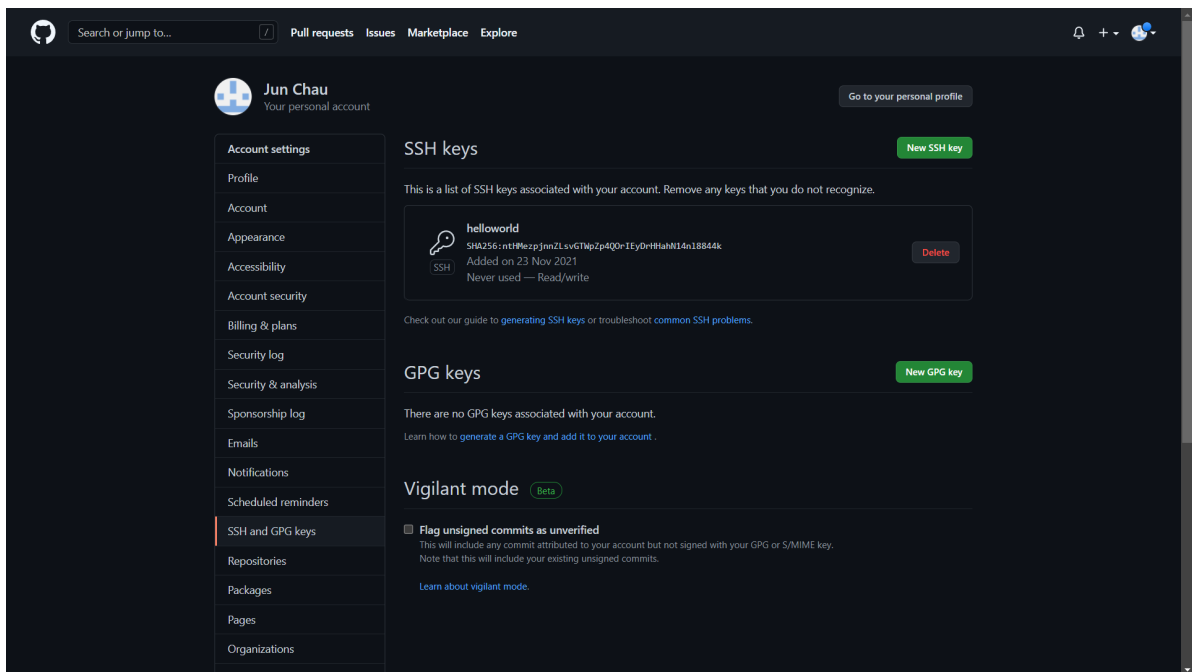 Search or jump to...
/
Pull requests Issues Marketplace Explore
Jun Chau
Your personal account
Go to your personal profile
Account settings
Profile
Account
Appearance
Accessibility
Account security
Billing & plans
Security log
Security & analysis
Sponsorship log
Emails
Notifications
Scheduled reminders
SSH and GPG keys
Repositories
Packages
Pages
Organizations
SSH keys
New SSH key
This is a list of SSH keys associated with your account. Remove any keys that you do not recognize.
helloworld
SHA256:ntHMezpjnnZLsvGTWpZp4QOrIEyDrHHahN14n18844k
SSH
Added on 23 Nov 2021
Never used — Read/write
Delete
Check out our guide to generating SSH keys or troubleshoot common SSH problems.
GPG keys
New GPG key
There are no GPG keys associated with your account.
Learn how to generate a GPG key and add it to your account .
Vigilant mode Beta
Flag unsigned commits as unverified
This will include any commit attributed to your account but not signed with your GPG or S/MIME key.
Note that this will include your existing unsigned commits.
Learn about vigilant mode.